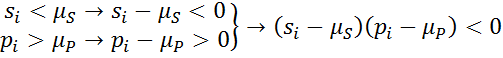 s_i < μ_S → s_i − μ_S < 0
p_i > μ_P → p_i − μ_P > 0
} → (s_i − μ_S)(p_i − μ_P) < 0